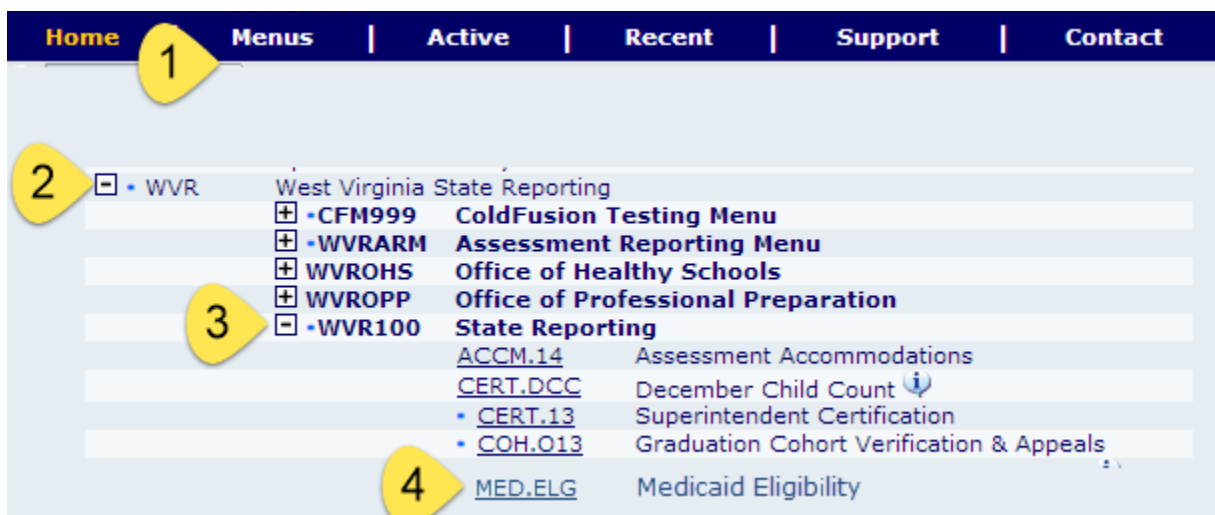 Home | Menus | Active | Recent | Support | Contact
1
2 - • WVR West Virginia State Reporting
+ •CFM999 ColdFusion Testing Menu
+ •WVRARM Assessment Reporting Menu
+ WVROHS Office of Healthy Schools
+ WVROPP Office of Professional Preparation
3 - •WVR100 State Reporting
ACCM.14 Assessment Accommodations
CERT.DCC December Child Count i
• CERT.13 Superintendent Certification
• COH.O13 Graduation Cohort Verification & Appeals
4 MED.ELG Medicaid Eligibility